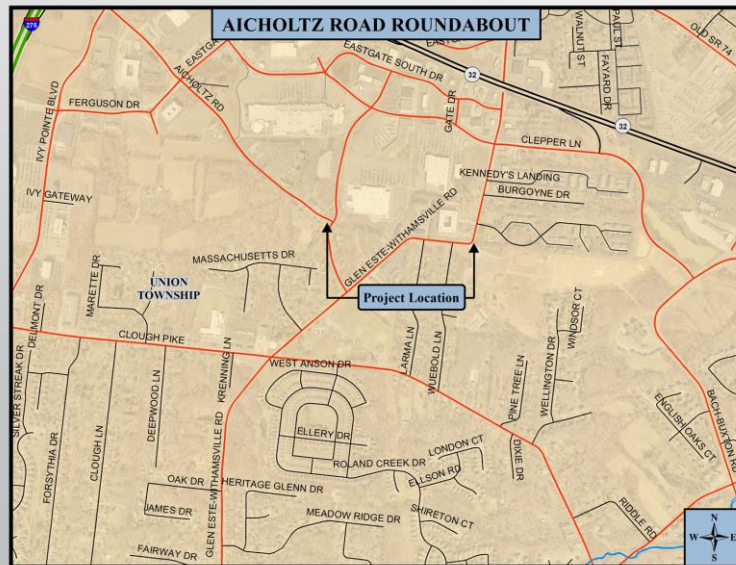 AICHOLTZ ROAD ROUNDABOUT
275
EASTGATE SOUTH DR
AICHOLTZ RD
FERGUSON DR
IVY POINTE BLVD
32
GATE DR
WALNUT ST
PAUL ST
FAYARD DR
OLD SR 74
32
CLEPPER LN
KENNEDY'S LANDING
BURGOYNE DR
IVY GATEWAY
GLEN ESTE-WITHAMSVILLE RD
MASSACHUSETTS DR
MARETTE DR
UNION
TOWNSHIP
Project Location
DELMONT DR
CLOUGH PIKE
KRENNING LN
WEST ANSON DR
LARMA LN
WUEBOLD LN
PINE TREE LN
WELLINGTON DR
WINDSOR CT
BACH-BUXTON RD
ENGLISH OAKS CT
SILVER STREAK DR
FORSYTHIA DR
CLOUGH LN
DEEPWOOD LN
GLEN ESTE-WITHAMSVILLE RD
ELLERY DR
ROLAND CREEK DR
LONDON CT
ELLSON RD
DIXIE DR
OAK DR
HERITAGE GLENN DR
JAMES DR
MEADOW RIDGE DR
SHIRETON CT
RIDDLE RD
FAIRWAY DR
N
W E
S